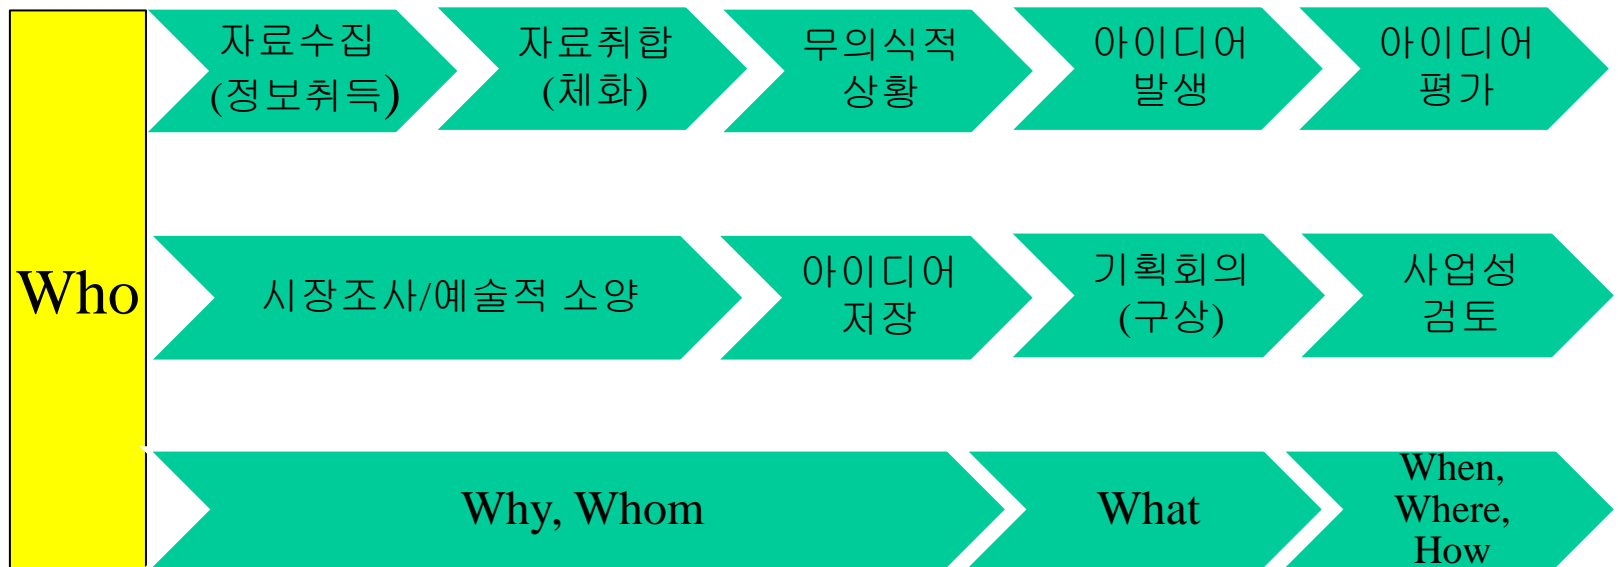 Who
자료수집
(정보취득)
자료취합
(체화)
무의식적
상황
아이디어
발생
아이디어
평가
시장조사/예술적 소양
아이디어
저장
기획회의
(구상)
사업성
검토
Why, Whom
What
When,
Where,
How